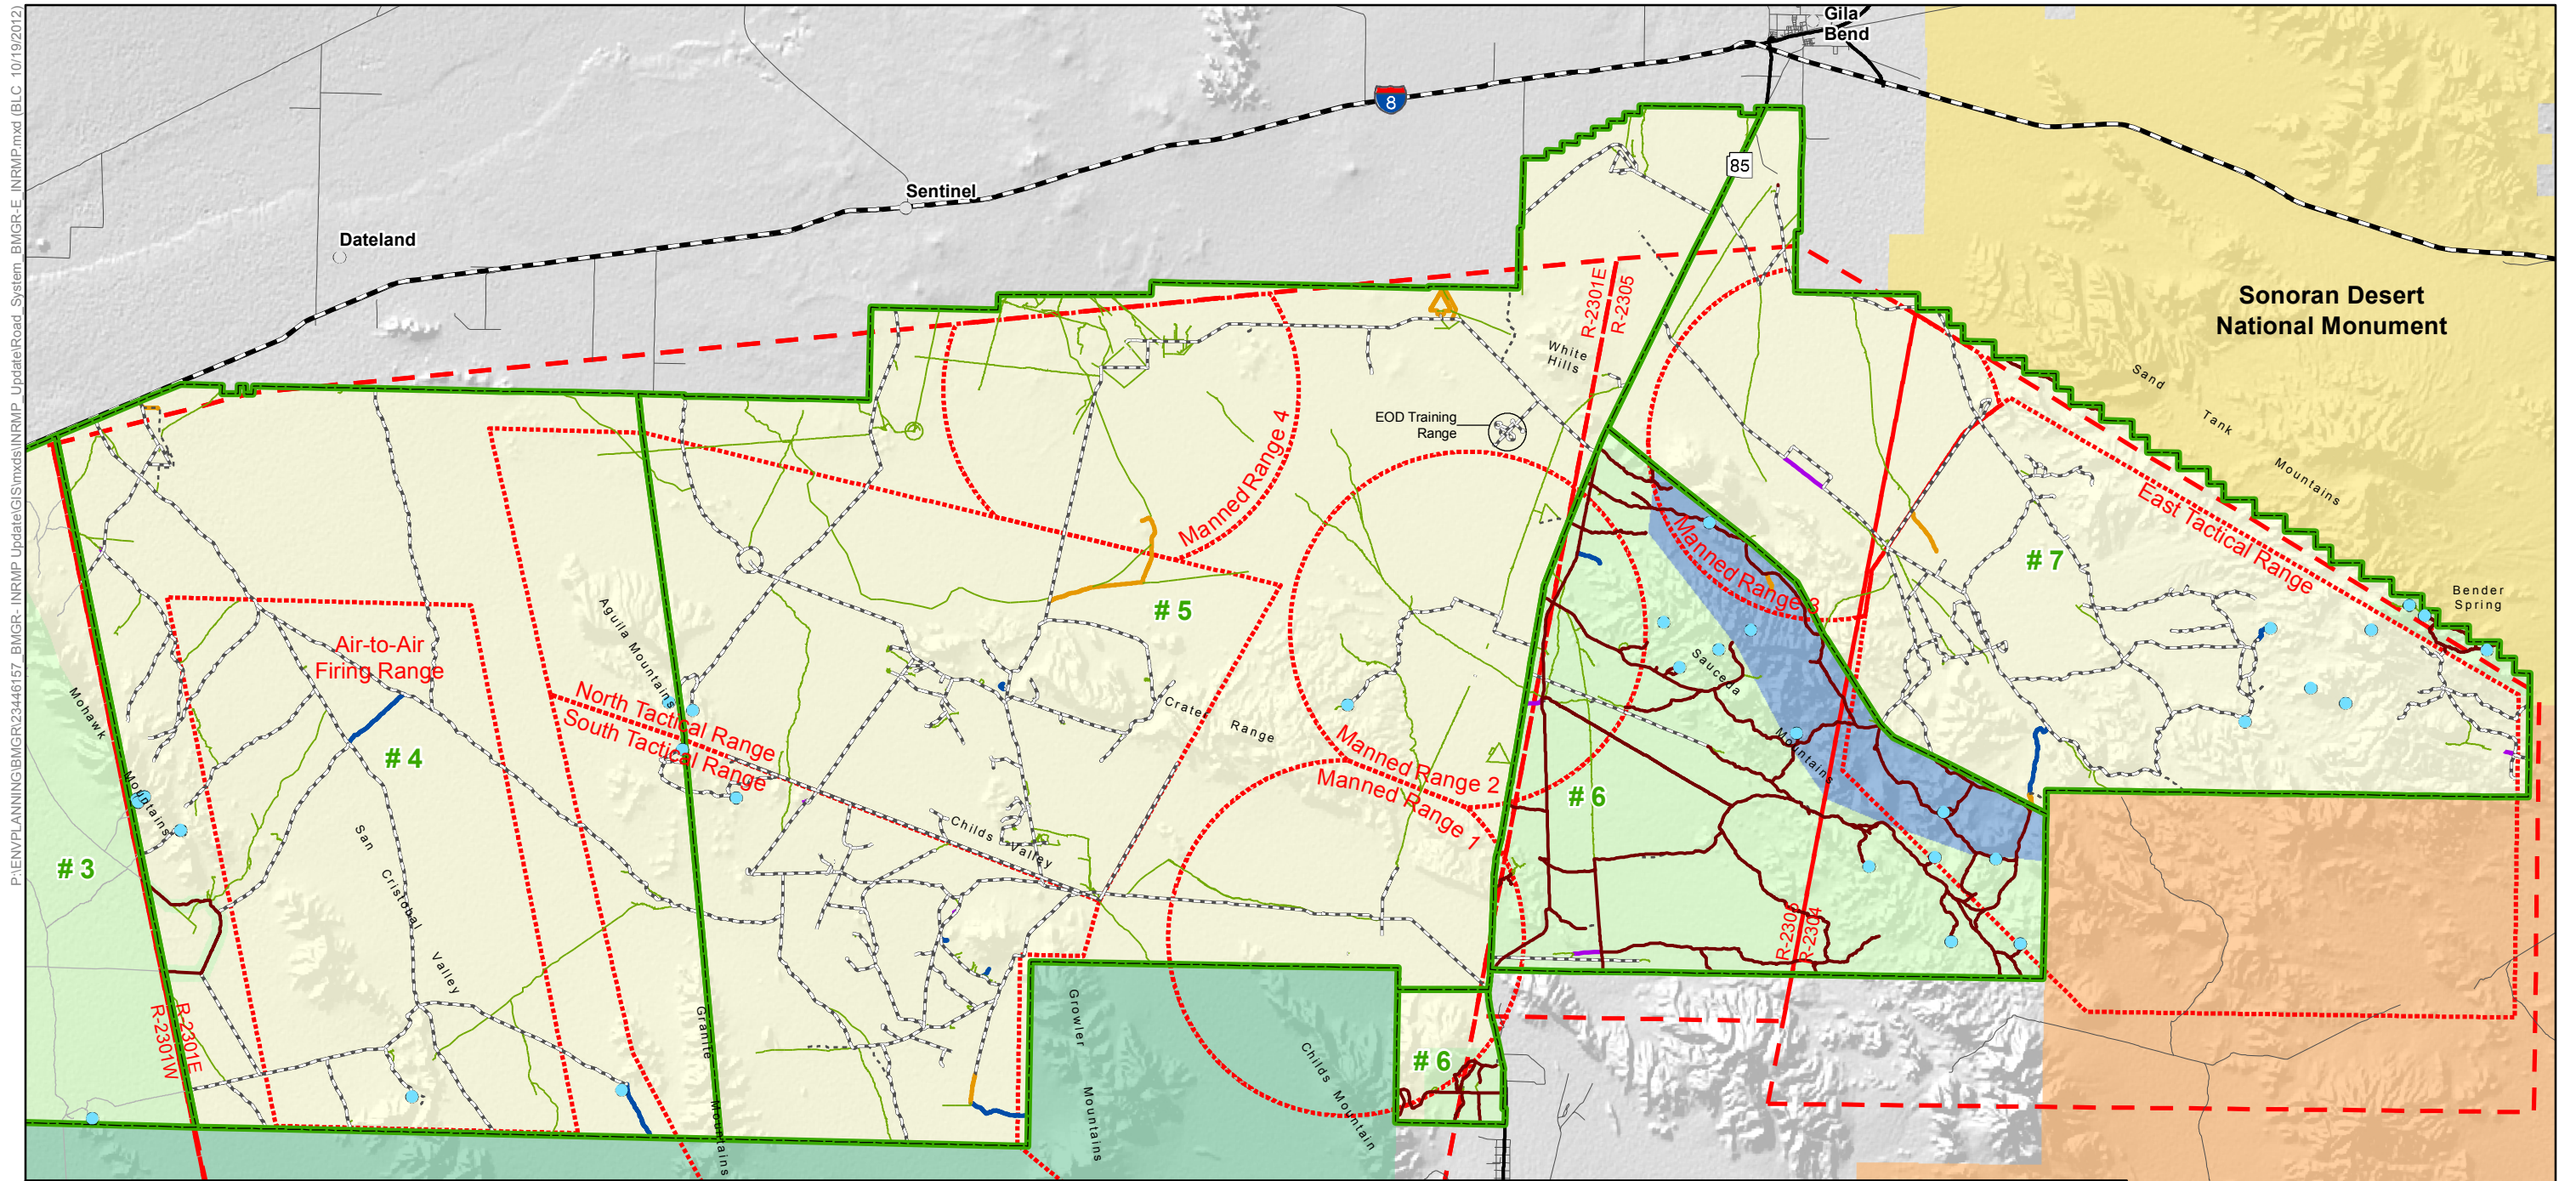 P:\ENVPLANNING\BMGR\23446157_BMGR- INRMP Update\GIS\mxds\INRMP_Update\Road_System_BMGR-E_INRMP.mxd (BLC 10/19/2012)
Gila
Bend
8
85
Sentinel
Dateland
Sonoran Desert
National Monument
R-2301E
R-2305
White
Hills
Sand
Tank
Mountains
EOD Training
Range
Manned Range 4
East Tactical Range
Manned Range 3
# 7
Bender
Spring
# 5
Aguila Mountains
Air-to-Air
Firing Range
Sauceda
Mountains
North Tactical Range
South Tactical Range
Crater Range
Mohawk
Mountains
Manned Range 2
Manned Range 1
# 4
# 6
San Cristobal Valley
Childs Valley
# 3
R-2305
R-2304
R-2301E
R-2301W
Granite Mountains
Growler Mountains
Childs Mountain
# 6